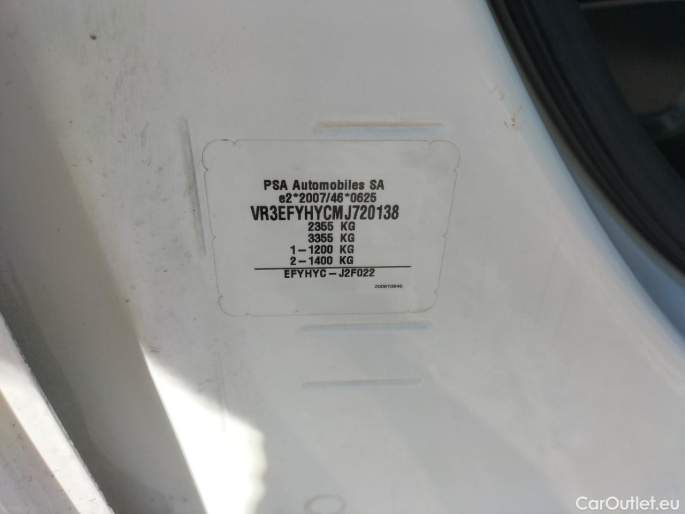 PSA Automobiles SA
e2*2007/46*0625
VR3EFYHYCMJ720138
2355 KG
3355 KG
1-1200 KG
2-1400 KG
EFYHYC-J2F022
CarOutlet.eu